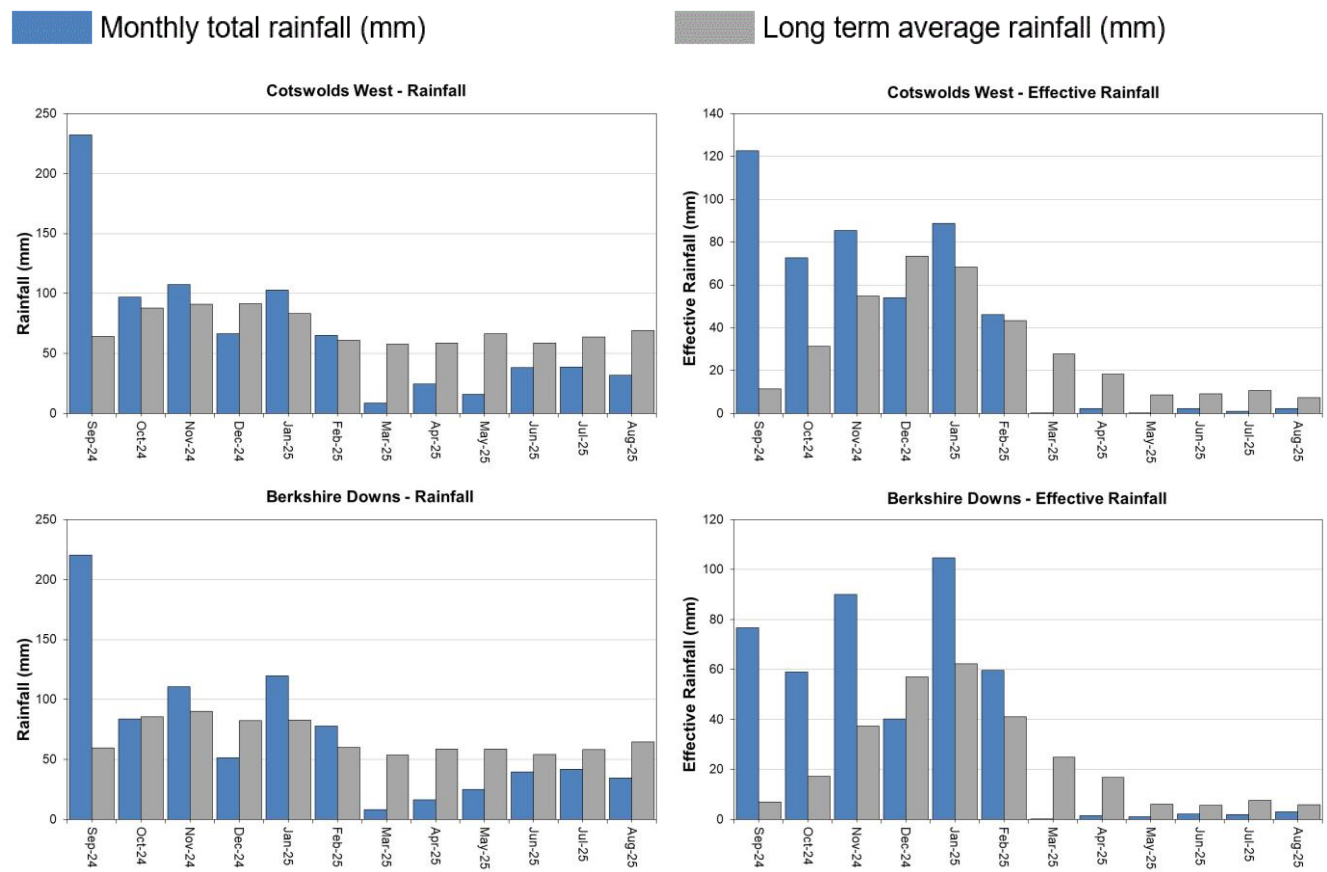 Monthly total rainfall (mm)
Long term average rainfall (mm)
Cotswolds West - Rainfall
Rainfall (mm)
250
200
150
100
50
0
Sep-24
Oct-24
Nov-24
Dec-24
Jan-25
Feb-25
Mar-25
Apr-25
May-25
Jun-25
Jul-25
Aug-25
Cotswolds West - Effective Rainfall
Effective Rainfall (mm)
140
120
100
80
60
40
20
0
Sep-24
Oct-24
Nov-24
Dec-24
Jan-25
Feb-25
Mar-25
Apr-25
May-25
Jun-25
Jul-25
Aug-25
Berkshire Downs - Rainfall
Rainfall (mm)
250
200
150
100
50
0
Sep-24
Oct-24
Nov-24
Dec-24
Jan-25
Feb-25
Mar-25
Apr-25
May-25
Jun-25
Jul-25
Aug-25
Berkshire Downs - Effective Rainfall
Effective Rainfall (mm)
120
100
80
60
40
20
0
Sep-24
Oct-24
Nov-24
Dec-24
Jan-25
Feb-25
Mar-25
Apr-25
May-25
Jun-25
Jul-25
Aug-25